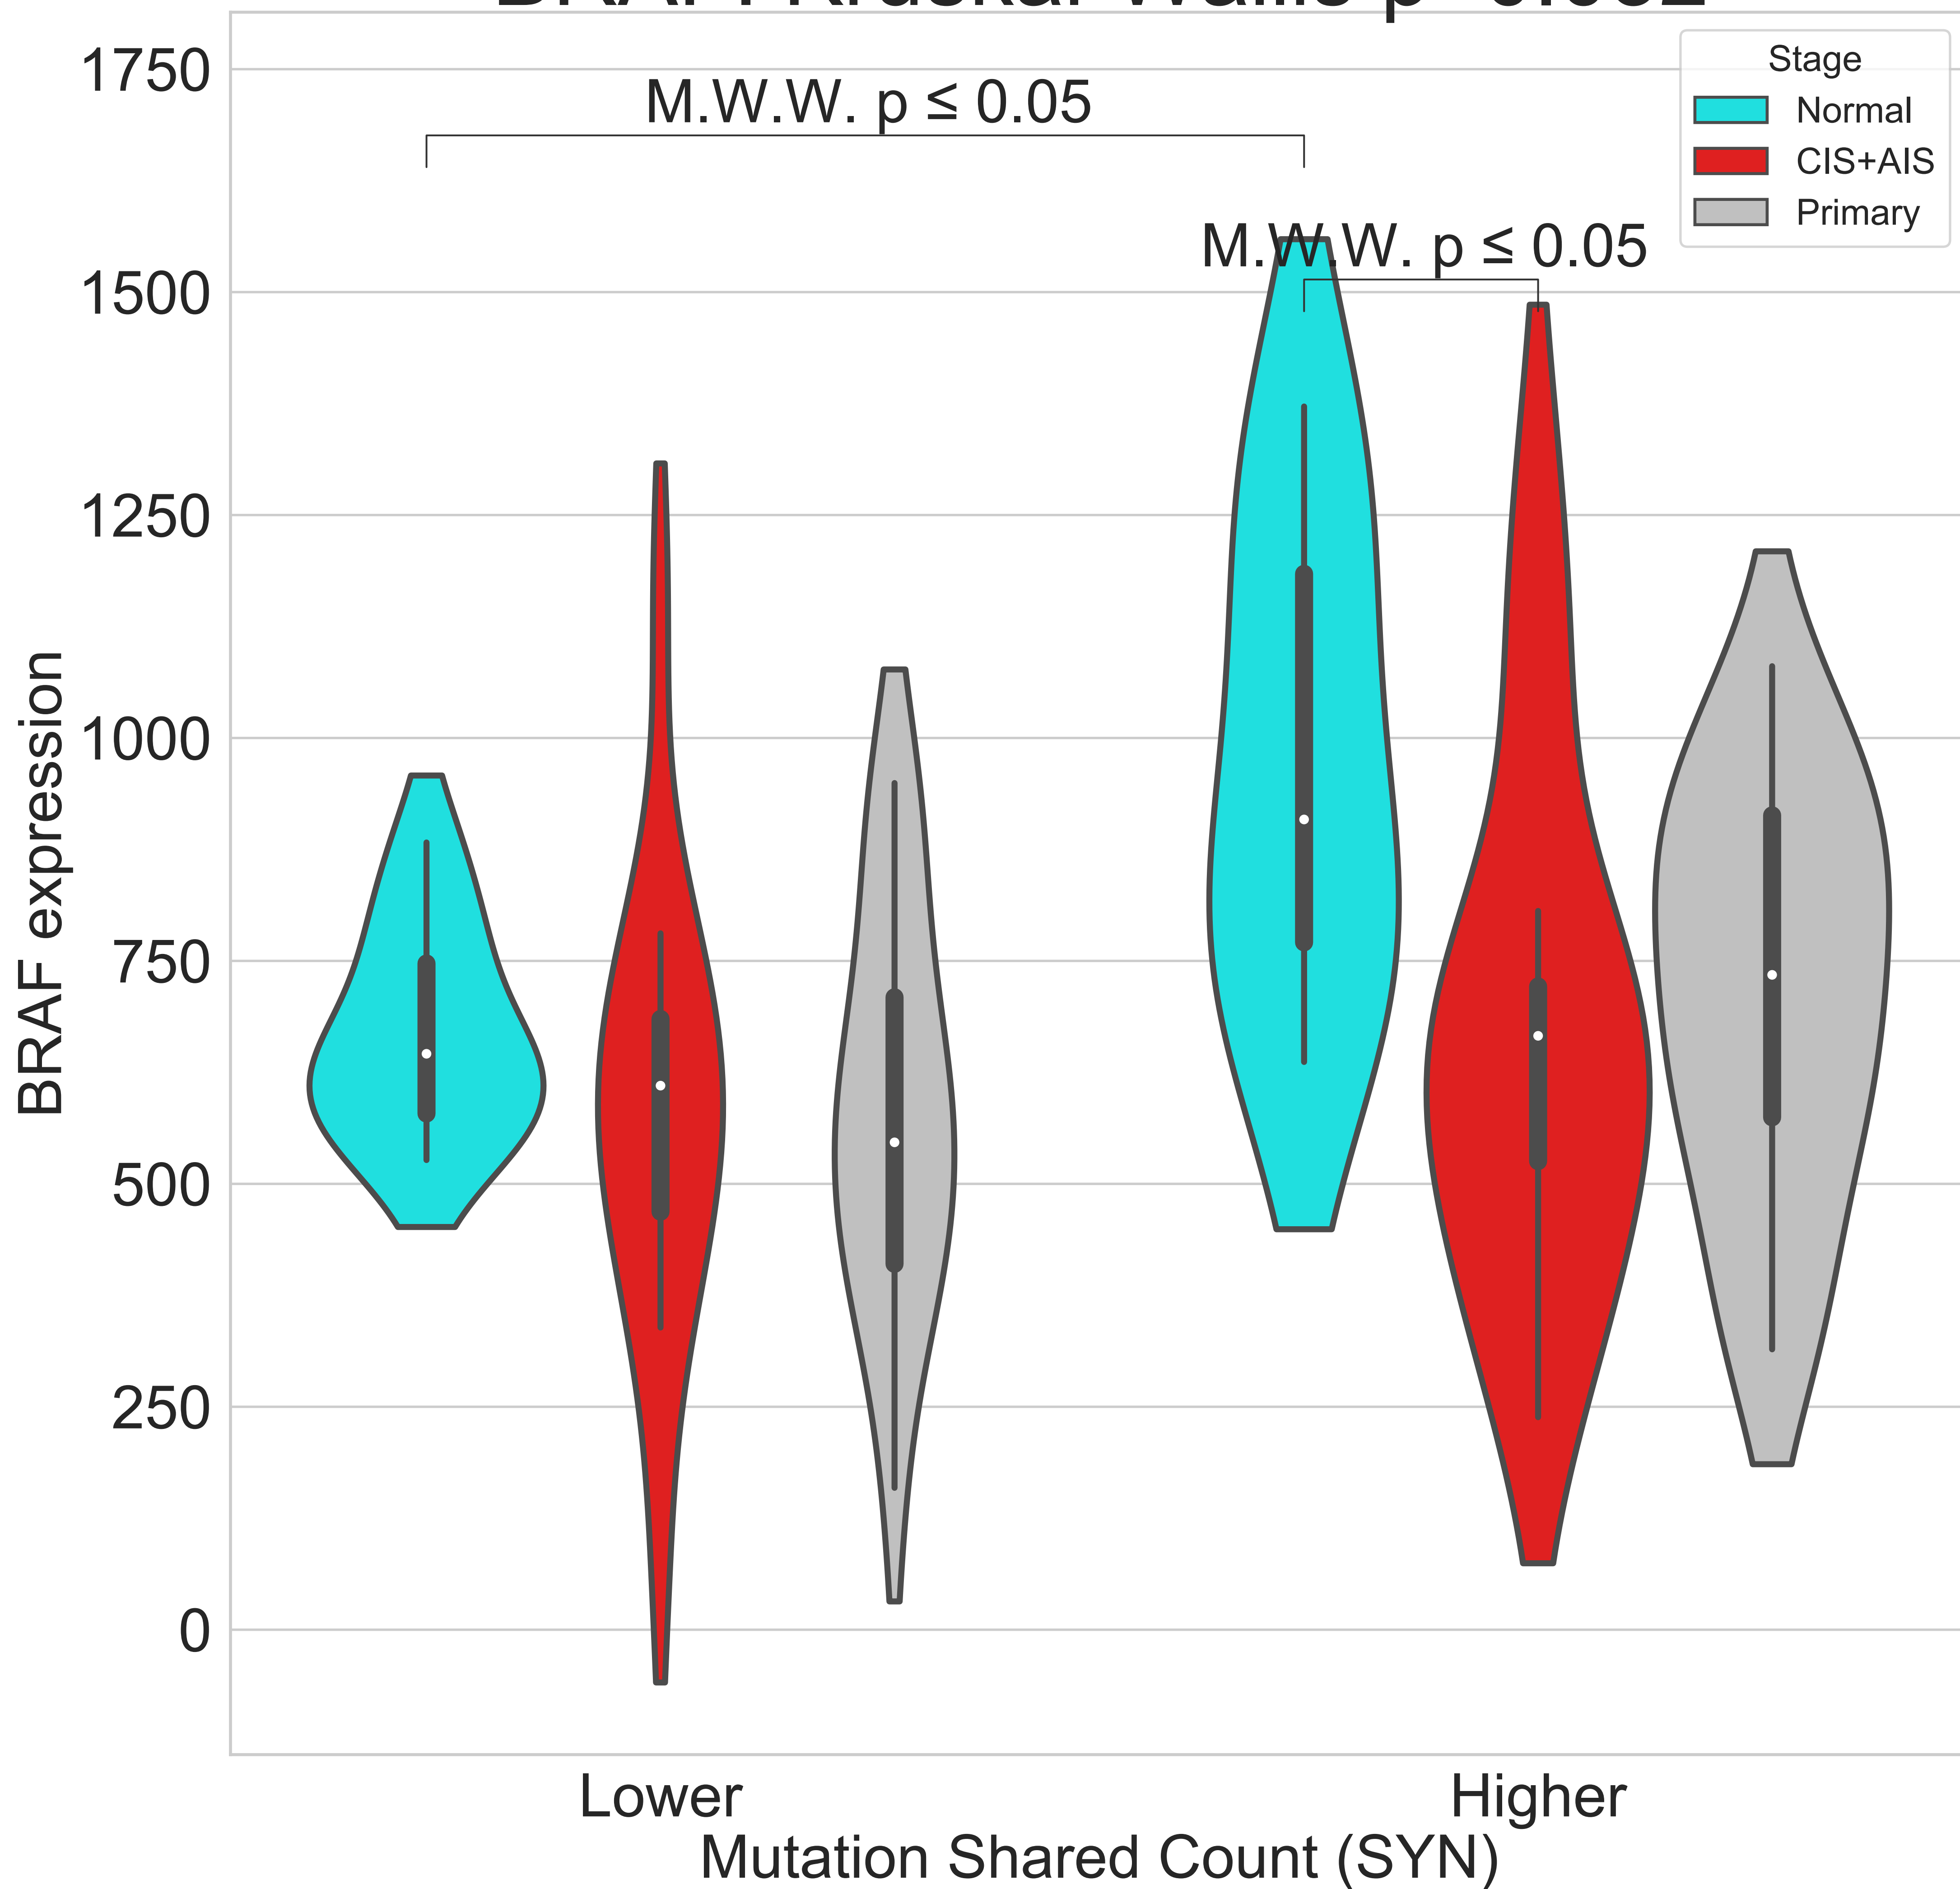 1750
1500
1250
1000
750
500
250
0
BRAF expression
M.W.W. p ≤ 0.05
M.W.W. p ≤ 0.05
Stage
Normal
CIS+AIS
Primary
Lower
Higher
Mutation Shared Count (SYN)